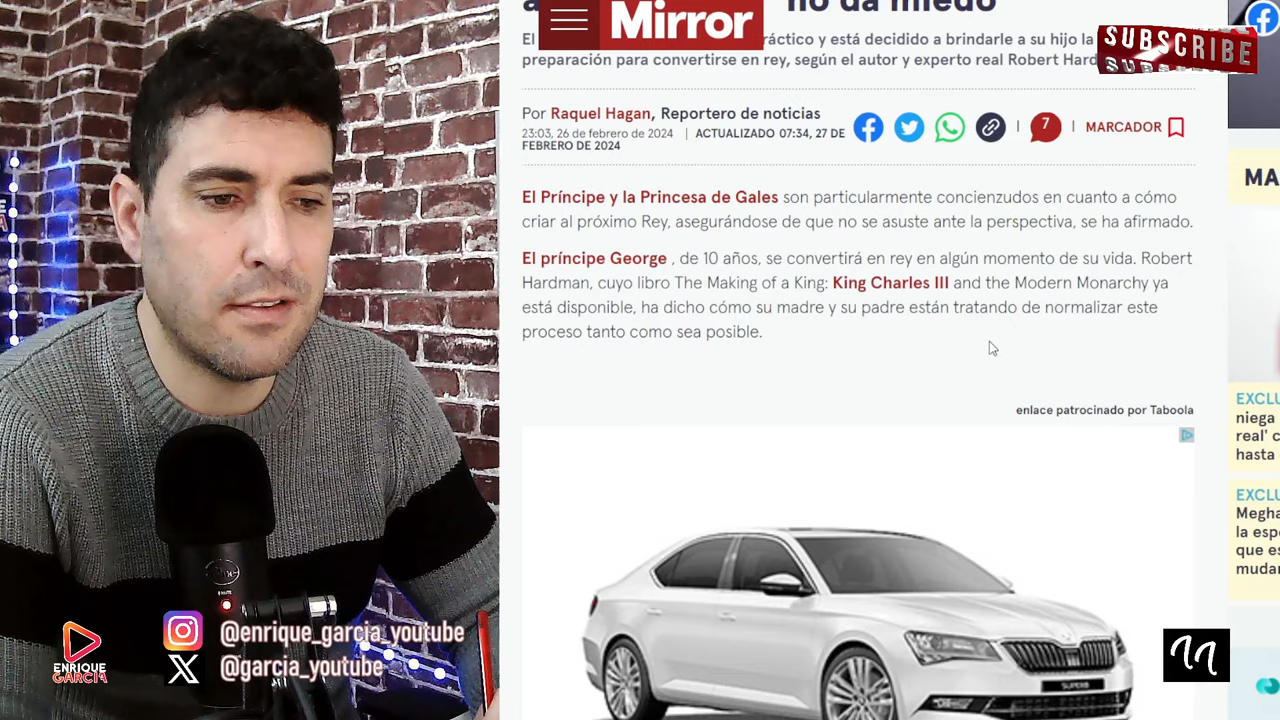 no da miedo
Mirror
SUBSCRIBE
El
ráctico y está decidido a brindarle a su hijo la
preparación para convertirse en rey, según el autor y experto real Robert
Por Raquel Hagan, Reportero de noticias
23:03, 26 de febrero de 2024 | ACTUALIZADO 07:34, 27 DE
FEBRERO DE 2024
7
MARCADOR
El Príncipe y la Princesa de Gales son particularmente concienzudos en cuanto a cómo
criar al próximo Rey, asegurándose de que no se asuste ante la perspectiva, se ha afirmado.
El príncipe George , de 10 años, se convertirá en rey en algún momento de su vida. Robert
Hardman, cuyo libro The Making of a King: King Charles III and the Modern Monarchy ya
está disponible, ha dicho cómo su madre y su padre están tratando de normalizar este
proceso tanto como sea posible.
enlace patrocinado por Taboola
SUPERB
MA
EXCLU
niega
real' c
hasta
EXCLU
Megha
la esp
que es
mudar
ENRIQUE
GARCIA
@enrique_garcia_youtube
@garcia_youtube